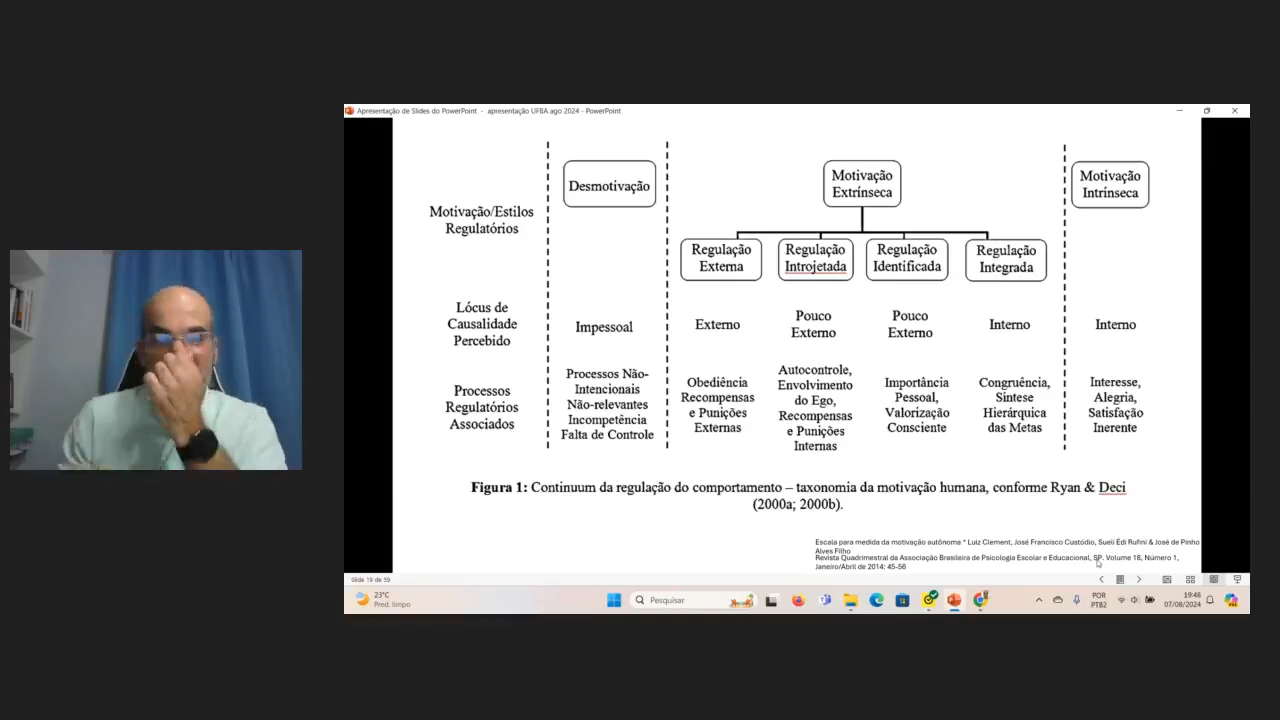 Apresentação de Slides do PowerPoint - apresentação UFBA ago 2024 - PowerPoint
Motivação/Estilos
Regulatórios
Desmotivação
Motivação
Extrínseca
Motivação
Intrínseca
Regulação
Externa
Regulação
Introjetada
Regulação
Identificada
Regulação
Integrada
Lócus de
Causalidade
Percebido
Impessoal
Externo
Pouco
Externo
Pouco
Externo
Interno
Interno
Processos
Regulatórios
Associados
Processos Não-
Intencionais
Não-relevantes
Incompetência
Falta de Controle
Obediência
Recompensas
e Punições
Externas
Autocontrole,
Envolvimento
do Ego,
Recompensas
e Punições
Internas
Importância
Pessoal,
Valorização
Consciente
Congruência,
Síntese
Hierárquica
das Metas
Interesse,
Alegria,
Satisfação
Inerente
Figura 1: Continuum da regulação do comportamento – taxonomia da motivação humana, conforme Ryan & Deci
(2000a; 2000b).
Escala para medida da motivação autônoma * Luiz Clement, José Francisco Custódio, Sueli Édi Rufini & José de Pinho
Alves Filho
Revista Quadrimestral da Associação Brasileira de Psicologia Escolar e Educacional, SP. Volume 18, Número 1,
Janeiro/Abril de 2014: 45-56
Slide 19 de 59
23°C
Pred. limpo
Pesquisar
POR
PTB2
19:48
07/08/2024